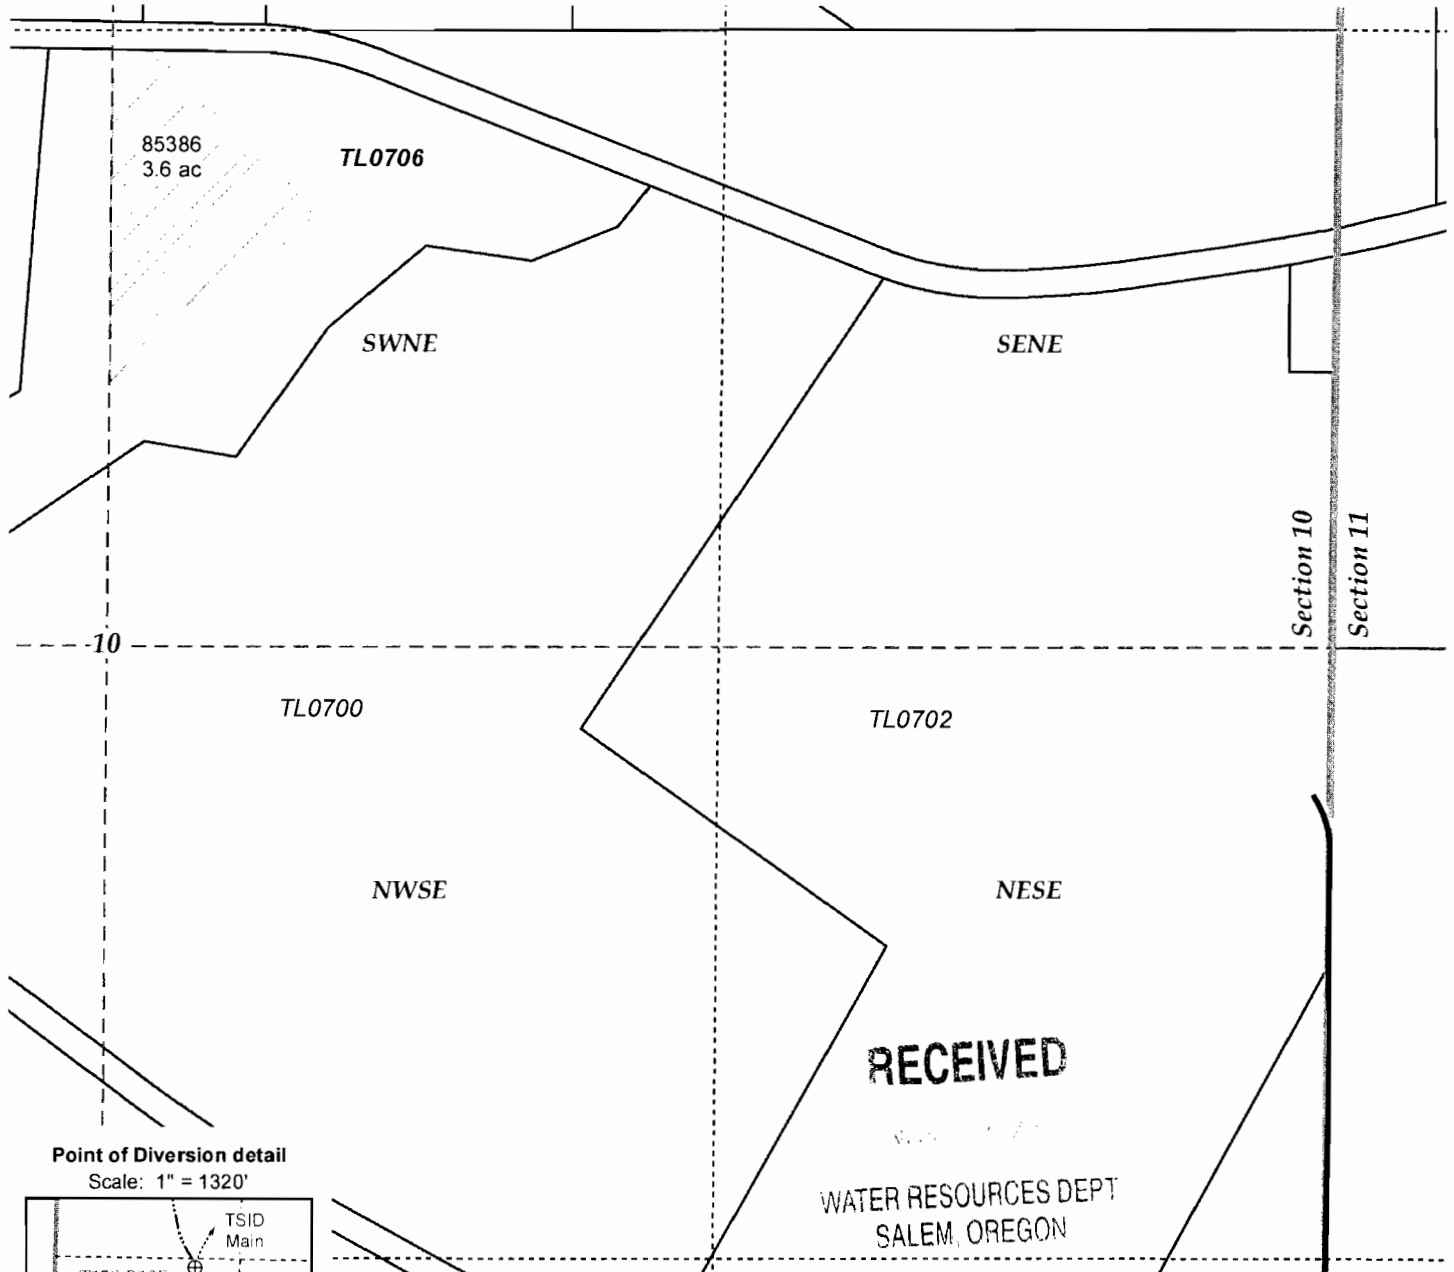 85386
3.6 ac
TL0706
SWNE
SENE
Section 10
Section 11
10
TL0700
TL0702
NWSE
NESE
RECEIVED
WATER RESOURCES DEPT
SALEM, OREGON
Point of Diversion detail
Scale: 1" = 1320'
TSID
Main